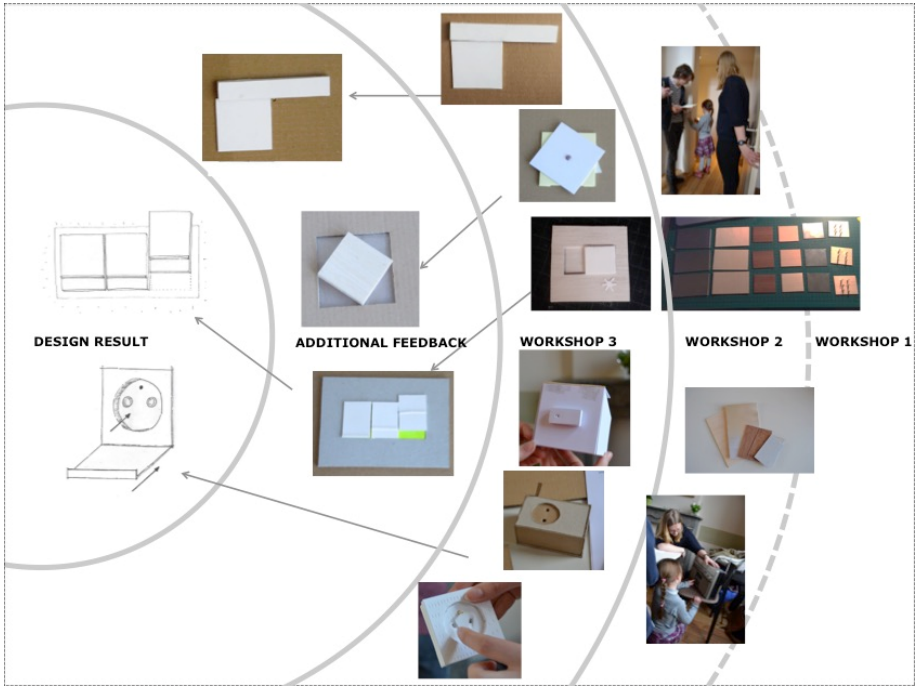 DESIGN RESULT
ADDITIONAL FEEDBACK
WORKSHOP 3
WORKSHOP 2
WORKSHOP 1